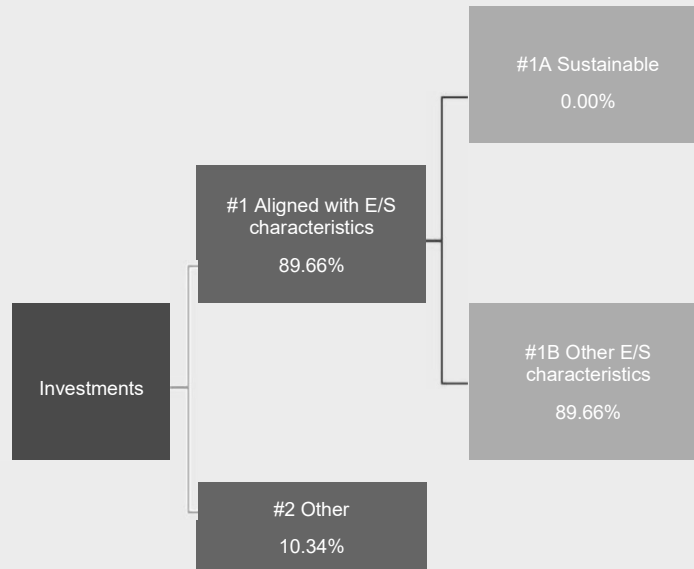 #1A Sustainable
0.00%
#1 Aligned with E/S
characteristics
89.66%
Investments
#1B Other E/S
characteristics
89.66%
#2 Other
10.34%